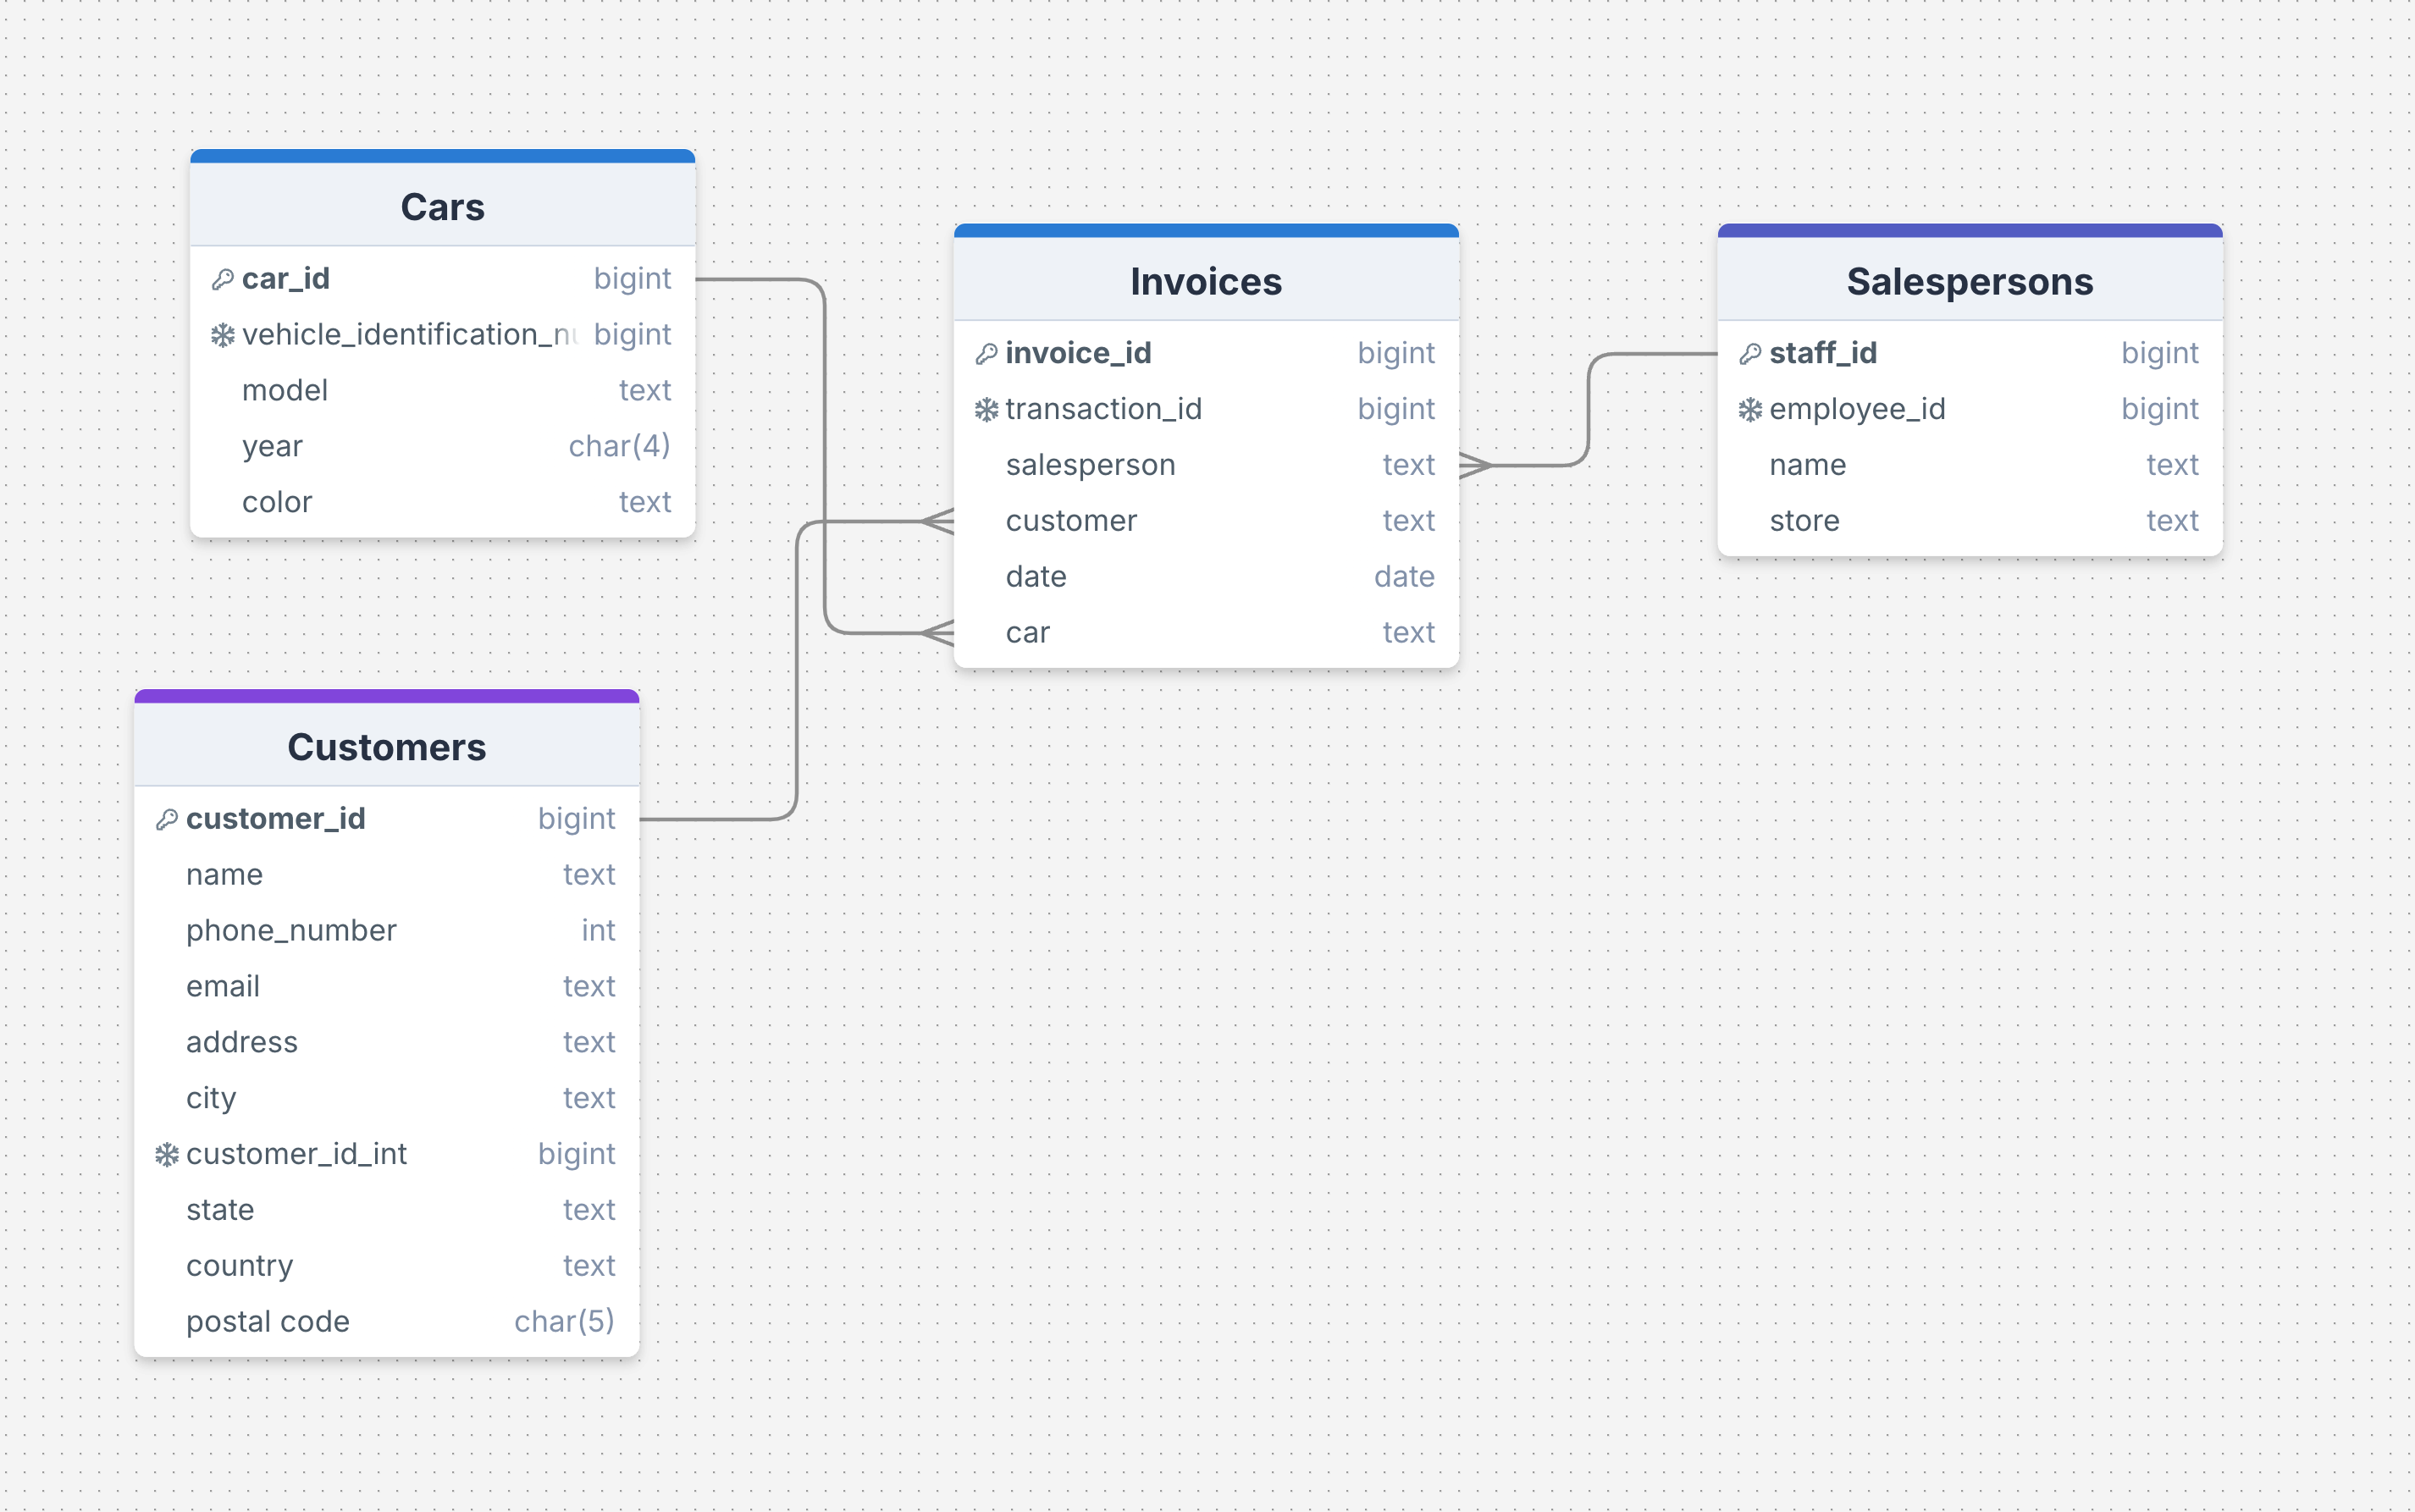 Cars
car_id bigint
vehicle_identification_n bigint
model text
year char(4)
color text
Invoices
invoice_id bigint
transaction_id bigint
salesperson text
customer text
date date
car text
Salespersons
staff_id bigint
employee_id bigint
name text
store text
Customers
customer_id bigint
name text
phone_number int
email text
address text
city text
customer_id_int bigint
state text
country text
postal code char(5)